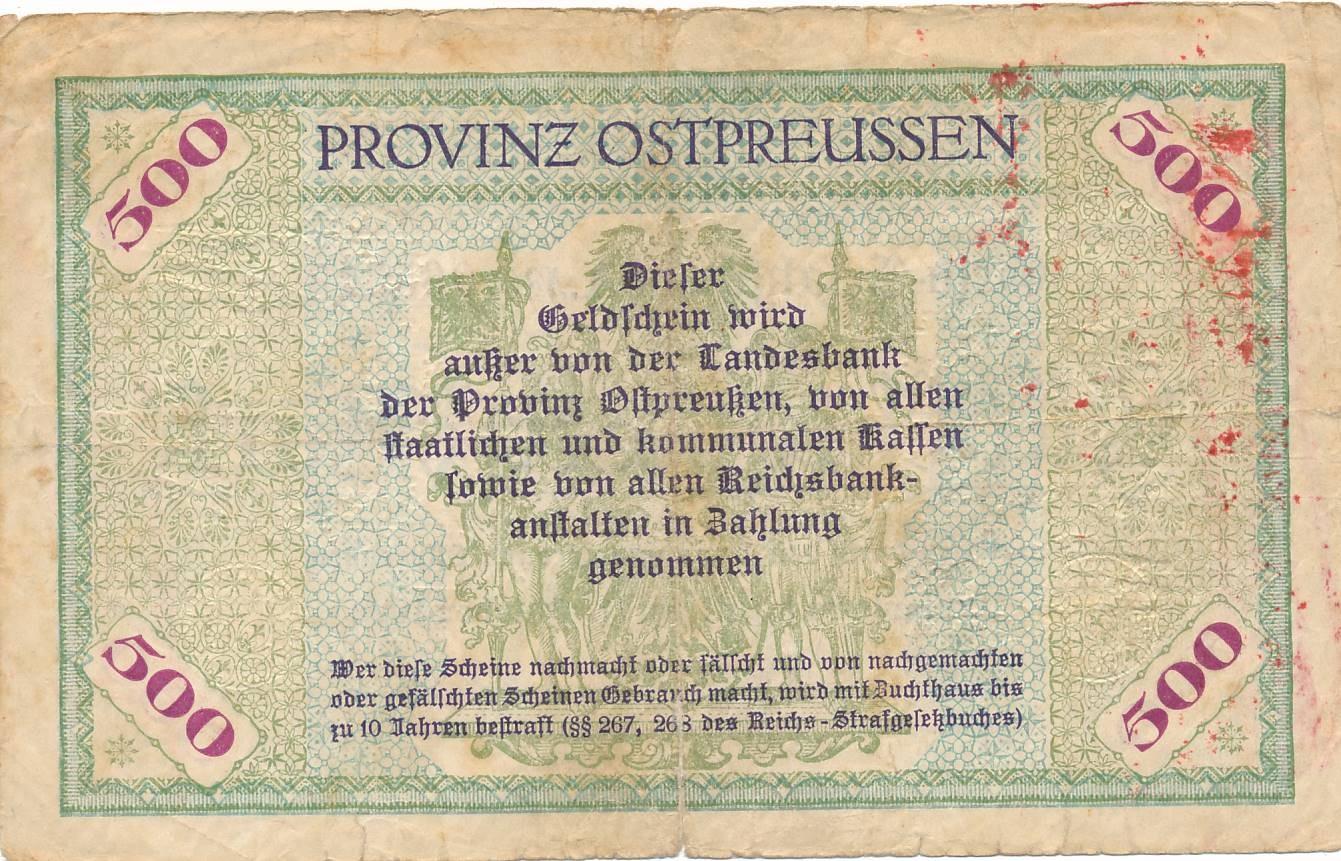 500
PROVINZ OSTPREUSSEN
500
Dieſer
Geldſchein wird
außer von der Landesbank
der Provinz Oſtpreußen, von allen
ſtaatlichen und kommunalen Kaſſen
ſowie von allen Reichsbank-
anſtalten in Zahlung
genommen
500
Wer dieſe Scheine nachmacht oder fälſcht und von nachgemachten
oder gefälſchten Scheinen Gebrauch macht, wird mit Zuchthaus bis
zu 10 Jahren beſtraft (§§ 267, 268 des Reichs-Strafgeſetzbuches)
500